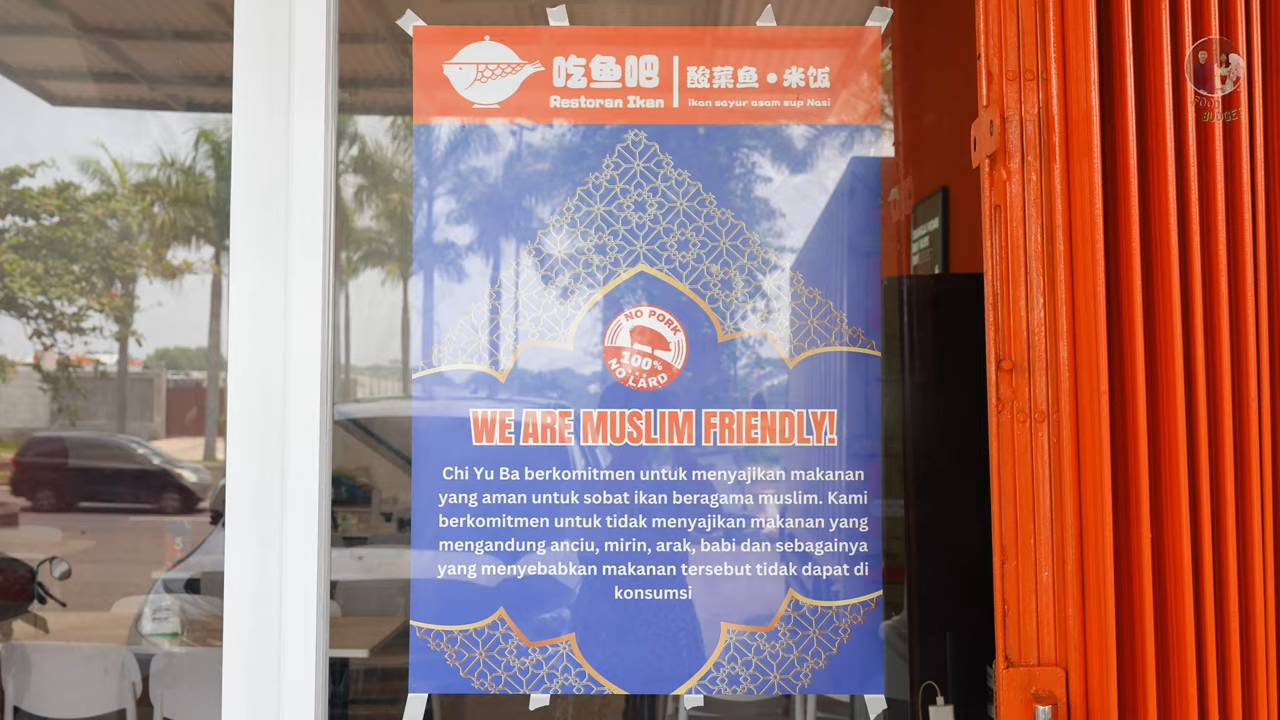 吃鱼吧
Restoran Ikan
酸菜鱼•米饭
Ikan sayur asam sup Nasi
NO PORK
100%
NO LARD
WE ARE MUSLIM FRIENDLY!
Chi Yu Ba berkomitmen untuk menyajikan makanan
yang aman untuk sobat ikan beragama muslim. Kami
berkomitmen untuk tidak menyajikan makanan yang
mengandung anciu, mirin, arak, babi dan sebagainya
yang menyebabkan makanan tersebut tidak dapat di
konsumsi
FOOD